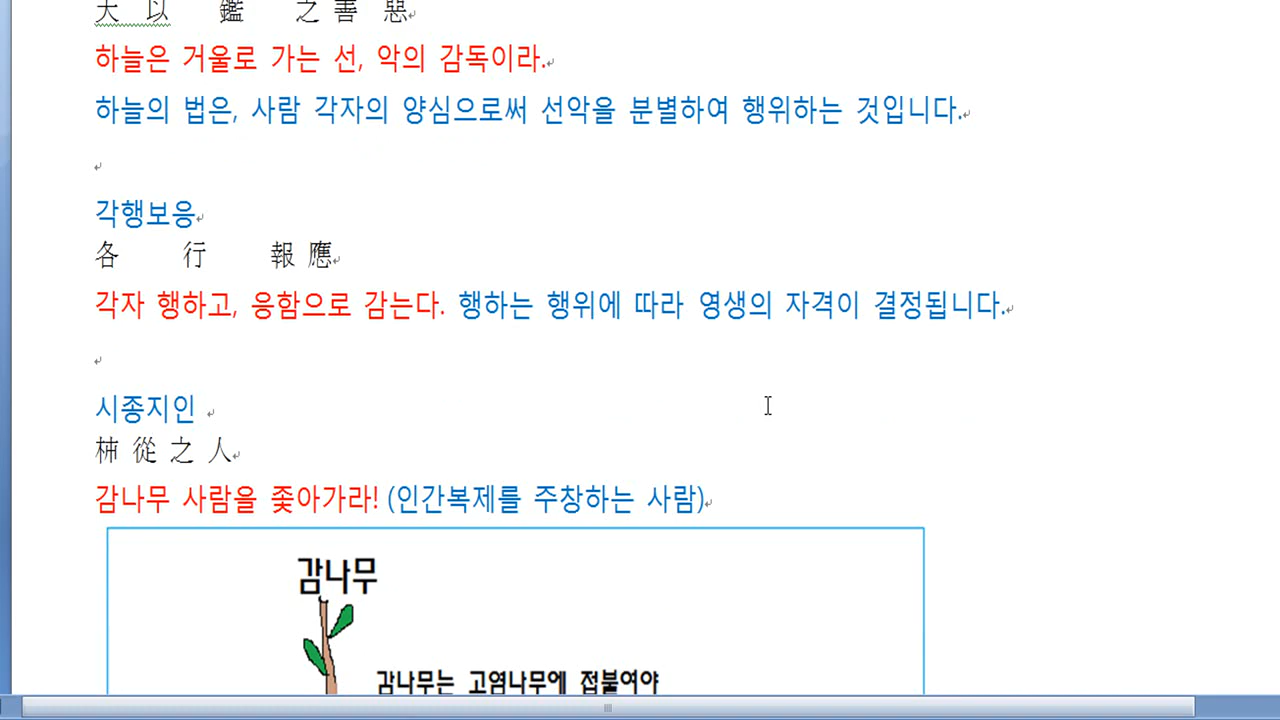 天 以 鑑 之 善 惡
하늘은 거울로 가는 선, 악의 감독이라.
하늘의 법은, 사람 각자의 양심으로써 선악을 분별하여 행위하는 것입니다.
각행보응
各 行 報 應
각자 행하고, 응함으로 감는다. 행하는 행위에 따라 영생의 자격이 결정됩니다.
시종지인
柿 從 之 人
감나무 사람을 좇아가라! (인간복제를 주창하는 사람)
감나무
감나무는 고염나무에 접붙여야